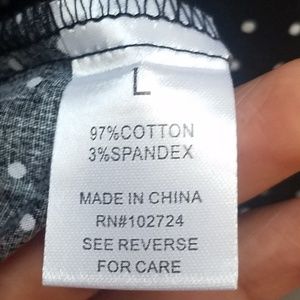 L
97%COTTON
3%SPANDEX
MADE IN CHINA
RN#102724
SEE REVERSE
FOR CARE